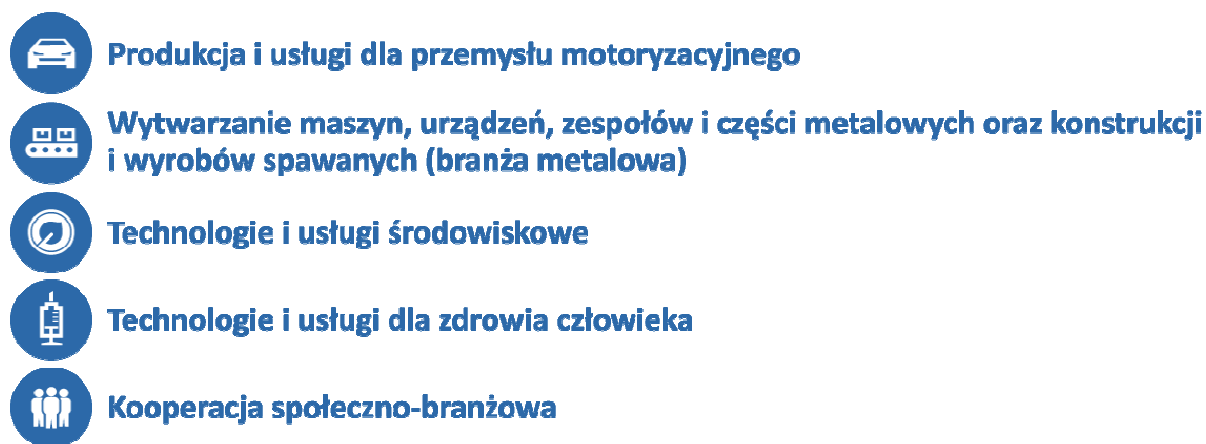 Produkcja i usługi dla przemysłu motoryzacyjnego
Wytwarzanie maszyn, urządzeń, zespołów i części metalowych oraz konstrukcji
i wyrobów spawanych (branża metalowa)
Technologie i usługi środowiskowe
Technologie i usługi dla zdrowia człowieka
Kooperacja społeczno-branżowa